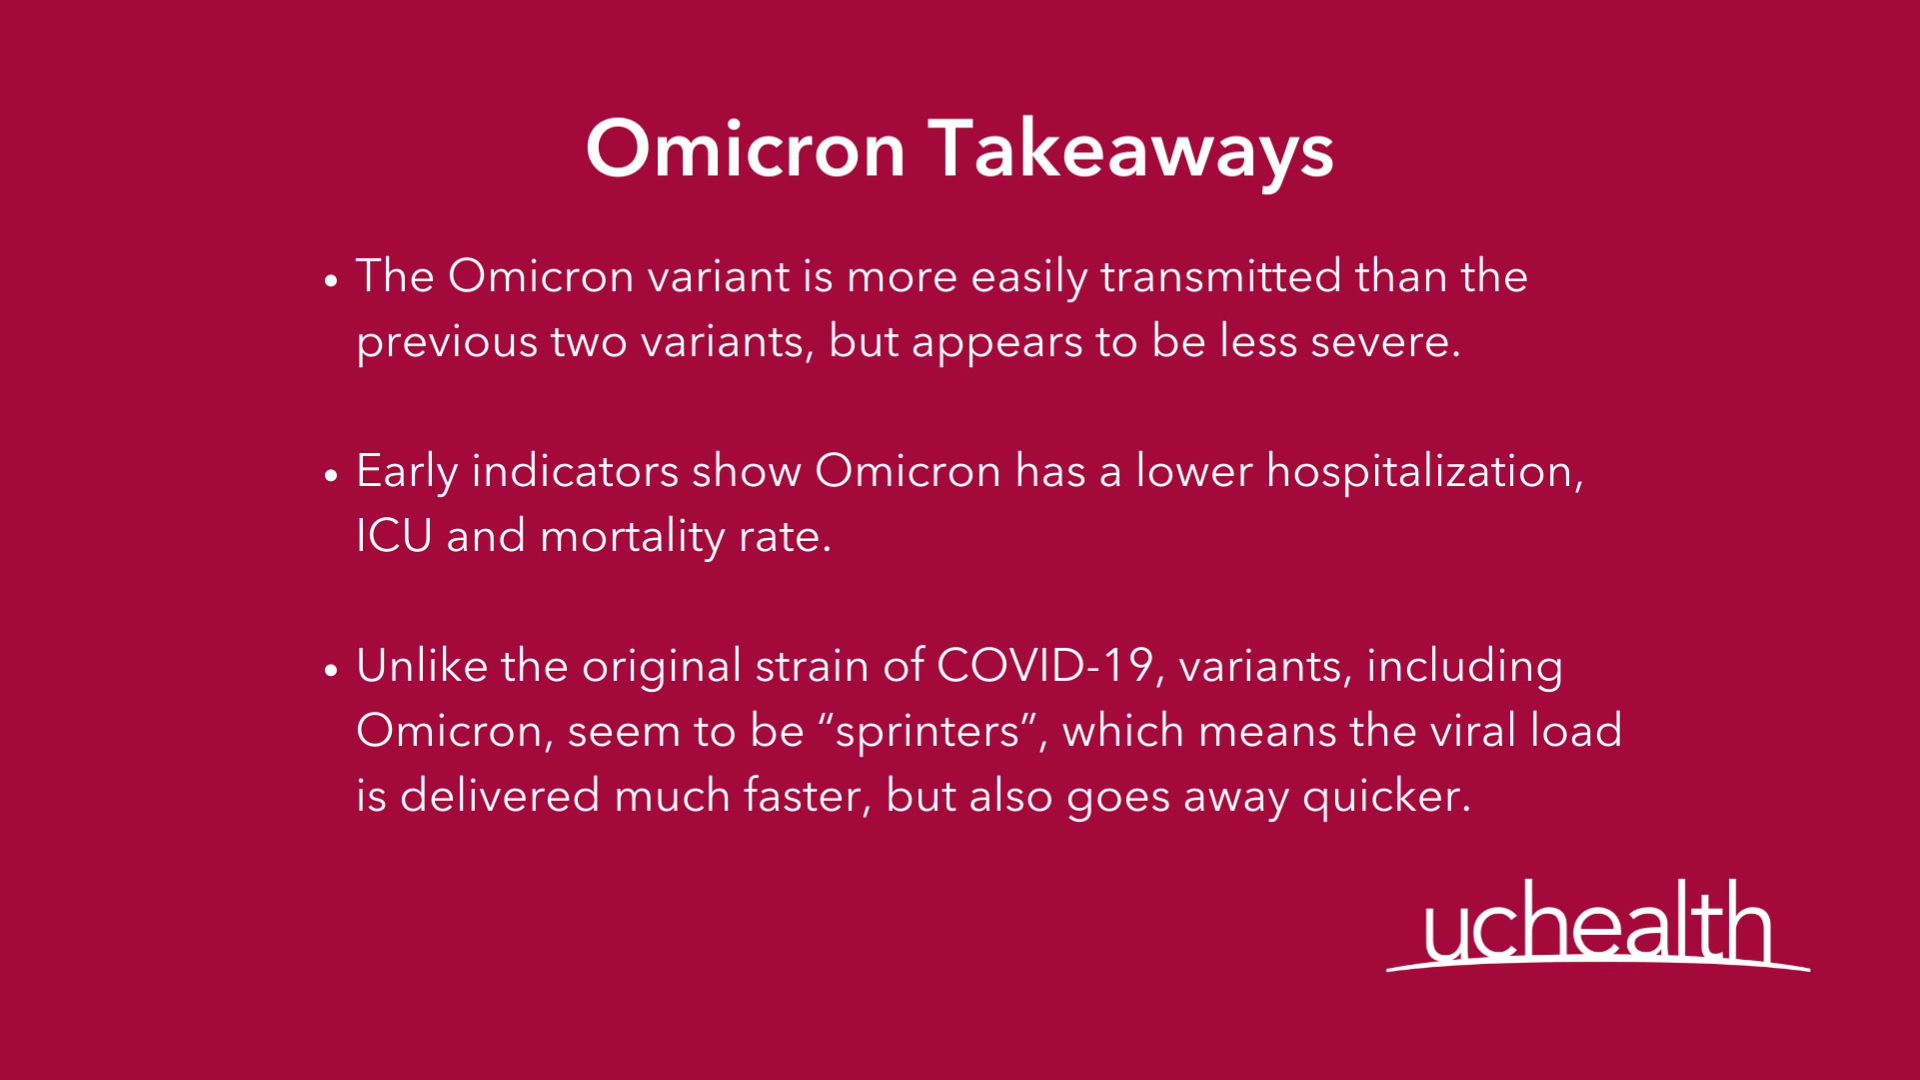 Omicron Takeaways
• The Omicron variant is more easily transmitted than the
previous two variants, but appears to be less severe.
• Early indicators show Omicron has a lower hospitalization,
ICU and mortality rate.
• Unlike the original strain of COVID-19, variants, including
Omicron, seem to be “sprinters”, which means the viral load
is delivered much faster, but also goes away quicker.
uchealth